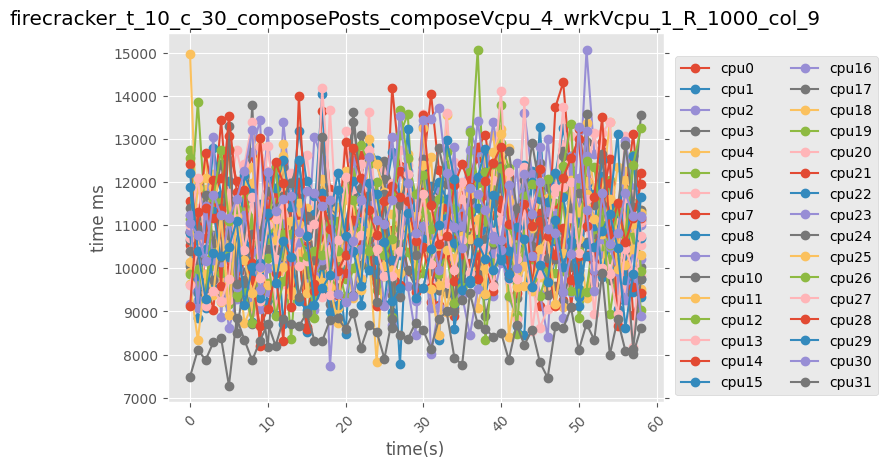 firecracker_t_10_c_30_composePosts_composeVcpu_4_wrkVcpu_1_R_1000_col_9
time ms
15000
14000
13000
12000
11000
10000
9000
8000
7000
0
10
20
30
40
50
60
time(s)
cpu0
cpu1
cpu2
cpu3
cpu4
cpu5
cpu6
cpu7
cpu8
cpu9
cpu10
cpu11
cpu12
cpu13
cpu14
cpu15
cpu16
cpu17
cpu18
cpu19
cpu20
cpu21
cpu22
cpu23
cpu24
cpu25
cpu26
cpu27
cpu28
cpu29
cpu30
cpu31